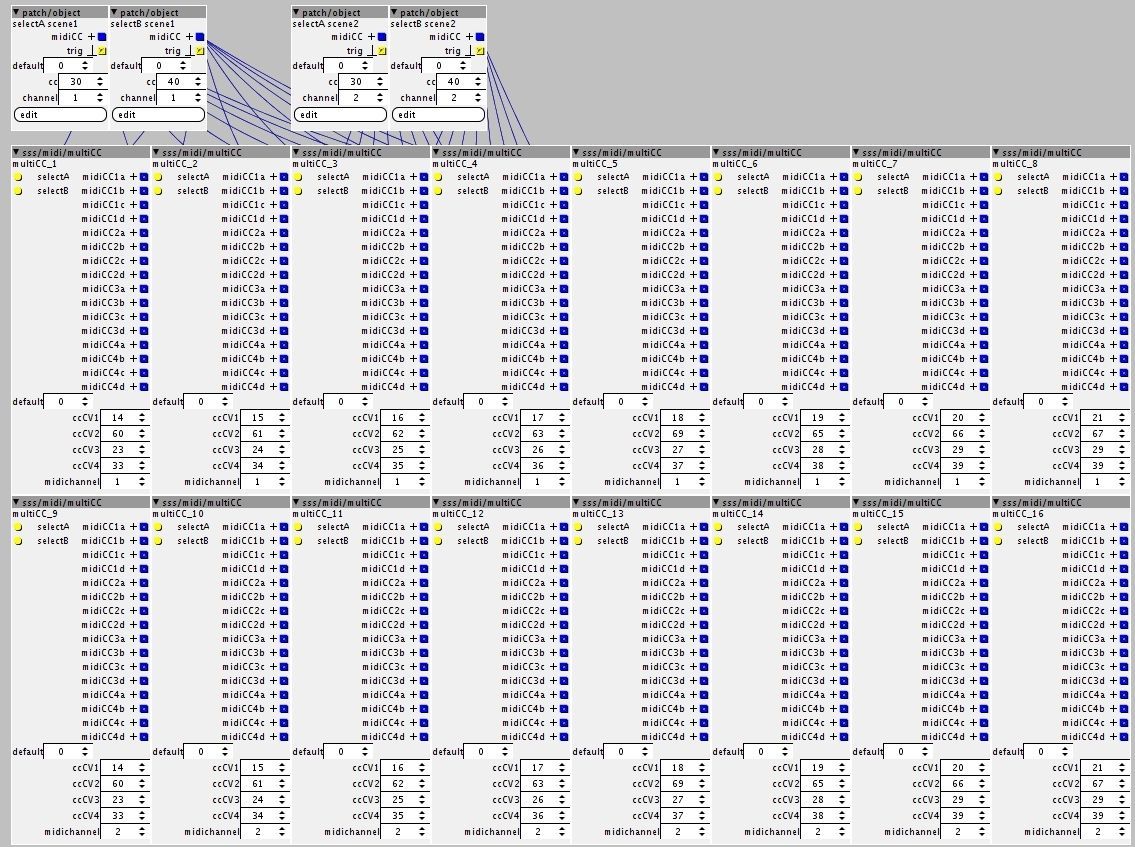 patch/object patch/object patch/object patch/object
selectA scene1 selectB scene1 selectA scene2 selectB scene2
midiCC + midiCC + midiCC + midiCC +
trig trig trig trig
default 0 default 0 default 0 default 0
cc 30 cc 40 cc 30 cc 40
channel 1 channel 1 channel 2 channel 2
edit edit edit edit
sss/midi/multiCC sss/midi/multiCC sss/midi/multiCC sss/midi/multiCC sss/midi/multiCC sss/midi/multiCC sss/midi/multiCC sss/midi/multiCC
multiCC_1 multiCC_2 multiCC_3 multiCC_4 multiCC_5 multiCC_6 multiCC_7 multiCC_8
selectA midiCC1a + selectA midiCC1a + selectA midiCC1a + selectA midiCC1a + selectA midiCC1a + selectA midiCC1a + selectA midiCC1a + selectA midiCC1a +
selectB midiCC1b + selectB midiCC1b + selectB midiCC1b + selectB midiCC1b + selectB midiCC1b + selectB midiCC1b + selectB midiCC1b + selectB midiCC1b +
midiCC1c + midiCC1c + midiCC1c + midiCC1c + midiCC1c + midiCC1c + midiCC1c + midiCC1c +
midiCC1d + midiCC1d + midiCC1d + midiCC1d + midiCC1d + midiCC1d + midiCC1d + midiCC1d +
midiCC2a + midiCC2a + midiCC2a + midiCC2a + midiCC2a + midiCC2a + midiCC2a + midiCC2a +
midiCC2b + midiCC2b + midiCC2b + midiCC2b + midiCC2b + midiCC2b + midiCC2b + midiCC2b +
midiCC2c + midiCC2c + midiCC2c + midiCC2c + midiCC2c + midiCC2c + midiCC2c + midiCC2c +
midiCC2d + midiCC2d + midiCC2d + midiCC2d + midiCC2d + midiCC2d + midiCC2d + midiCC2d +
midiCC3a + midiCC3a + midiCC3a + midiCC3a + midiCC3a + midiCC3a + midiCC3a + midiCC3a +
midiCC3b + midiCC3b + midiCC3b + midiCC3b + midiCC3b + midiCC3b + midiCC3b + midiCC3b +
midiCC3c + midiCC3c + midiCC3c + midiCC3c + midiCC3c + midiCC3c + midiCC3c + midiCC3c +
midiCC3d + midiCC3d + midiCC3d + midiCC3d + midiCC3d + midiCC3d + midiCC3d + midiCC3d +
midiCC4a + midiCC4a + midiCC4a + midiCC4a + midiCC4a + midiCC4a + midiCC4a + midiCC4a +
midiCC4b + midiCC4b + midiCC4b + midiCC4b + midiCC4b + midiCC4b + midiCC4b + midiCC4b +
midiCC4c + midiCC4c + midiCC4c + midiCC4c + midiCC4c + midiCC4c + midiCC4c + midiCC4c +
midiCC4d + midiCC4d + midiCC4d + midiCC4d + midiCC4d + midiCC4d + midiCC4d + midiCC4d +
default 0 default 0 default 0 default 0 default 0 default 0 default 0 default 0
ccCV1 14 ccCV1 15 ccCV1 16 ccCV1 17 ccCV1 18 ccCV1 19 ccCV1 20 ccCV1 21
ccCV2 60 ccCV2 61 ccCV2 62 ccCV2 63 ccCV2 69 ccCV2 65 ccCV2 66 ccCV2 67
ccCV3 23 ccCV3 24 ccCV3 25 ccCV3 26 ccCV3 27 ccCV3 28 ccCV3 29 ccCV3 29
ccCV4 33 ccCV4 34 ccCV4 35 ccCV4 36 ccCV4 37 ccCV4 38 ccCV4 39 ccCV4 39
midichannel 1 midichannel 1 midichannel 1 midichannel 1 midichannel 1 midichannel 1 midichannel 1 midichannel 1
sss/midi/multiCC sss/midi/multiCC sss/midi/multiCC sss/midi/multiCC sss/midi/multiCC sss/midi/multiCC sss/midi/multiCC sss/midi/multiCC
multiCC_9 multiCC_10 multiCC_11 multiCC_12 multiCC_13 multiCC_14 multiCC_15 multiCC_16
selectA midiCC1a + selectA midiCC1a + selectA midiCC1a + selectA midiCC1a + selectA midiCC1a + selectA midiCC1a + selectA midiCC1a + selectA midiCC1a +
selectB midiCC1b + selectB midiCC1b + selectB midiCC1b + selectB midiCC1b + selectB midiCC1b + selectB midiCC1b + selectB midiCC1b + selectB midiCC1b +
midiCC1c + midiCC1c + midiCC1c + midiCC1c + midiCC1c + midiCC1c + midiCC1c + midiCC1c +
midiCC1d + midiCC1d + midiCC1d + midiCC1d + midiCC1d + midiCC1d + midiCC1d + midiCC1d +
midiCC2a + midiCC2a + midiCC2a + midiCC2a + midiCC2a + midiCC2a + midiCC2a + midiCC2a +
midiCC2b + midiCC2b + midiCC2b + midiCC2b + midiCC2b + midiCC2b + midiCC2b + midiCC2b +
midiCC2c + midiCC2c + midiCC2c + midiCC2c + midiCC2c + midiCC2c + midiCC2c + midiCC2c +
midiCC2d + midiCC2d + midiCC2d + midiCC2d + midiCC2d + midiCC2d + midiCC2d + midiCC2d +
midiCC3a + midiCC3a + midiCC3a + midiCC3a + midiCC3a + midiCC3a + midiCC3a + midiCC3a +
midiCC3b + midiCC3b + midiCC3b + midiCC3b + midiCC3b + midiCC3b + midiCC3b + midiCC3b +
midiCC3c + midiCC3c + midiCC3c + midiCC3c + midiCC3c + midiCC3c + midiCC3c + midiCC3c +
midiCC3d + midiCC3d + midiCC3d + midiCC3d + midiCC3d + midiCC3d + midiCC3d + midiCC3d +
midiCC4a + midiCC4a + midiCC4a + midiCC4a + midiCC4a + midiCC4a + midiCC4a + midiCC4a +
midiCC4b + midiCC4b + midiCC4b + midiCC4b + midiCC4b + midiCC4b + midiCC4b + midiCC4b +
midiCC4c + midiCC4c + midiCC4c + midiCC4c + midiCC4c + midiCC4c + midiCC4c + midiCC4c +
midiCC4d + midiCC4d + midiCC4d + midiCC4d + midiCC4d + midiCC4d + midiCC4d + midiCC4d +
default 0 default 0 default 0 default 0 default 0 default 0 default 0 default 0
ccCV1 14 ccCV1 15 ccCV1 16 ccCV1 17 ccCV1 18 ccCV1 19 ccCV1 20 ccCV1 21
ccCV2 60 ccCV2 61 ccCV2 62 ccCV2 63 ccCV2 69 ccCV2 65 ccCV2 66 ccCV2 67
ccCV3 23 ccCV3 24 ccCV3 25 ccCV3 26 ccCV3 27 ccCV3 28 ccCV3 29 ccCV3 29
ccCV4 33 ccCV4 34 ccCV4 35 ccCV4 36 ccCV4 37 ccCV4 38 ccCV4 39 ccCV4 39
midichannel 2 midichannel 2 midichannel 2 midichannel 2 midichannel 2 midichannel 2 midichannel 2 midichannel 2